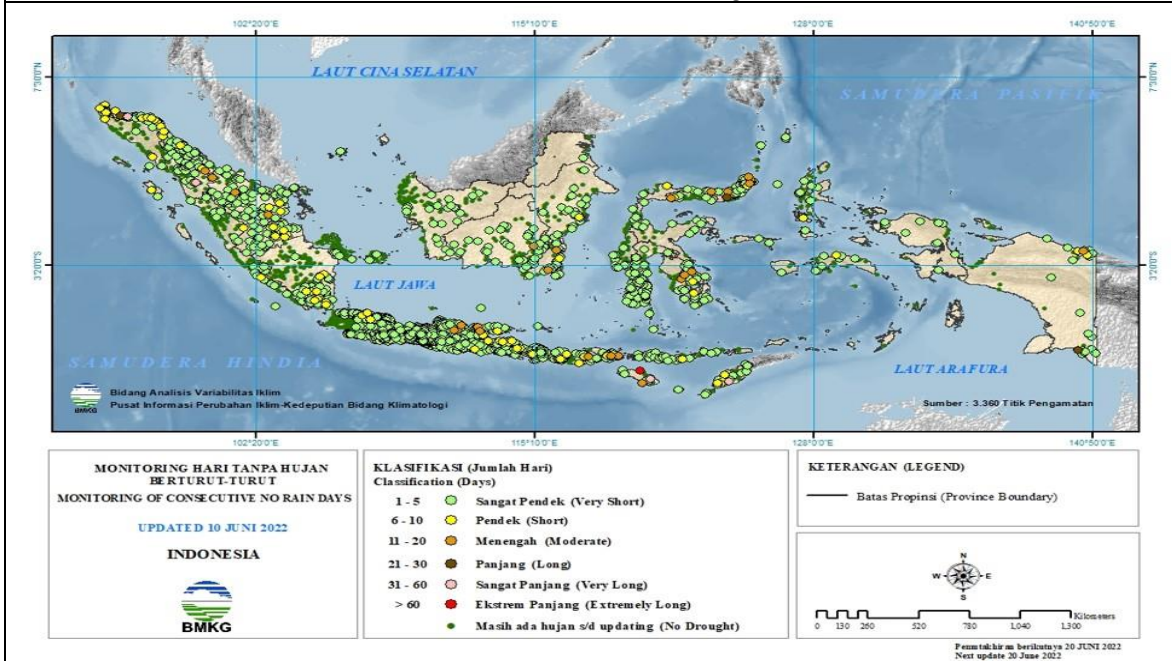 102°20'0"E 115°10'0"E 128°0'0"E 140°50'0"E
7°0'0"N
7°0'0"N
LAUT CINA SELATAN
SAMUDERA PASIFIK
3°20'0"S
3°20'0"S
LAUT JAWA
SAMUDERA HINDIA
LAUT ARAFURA
BMKG
Bidang Analisis Variabilitas Iklim
Pusat Informasi Perubahan Iklim-Kedeputian Bidang Klimatologi
Sumber : 3.360 Titik Pengamatan
102°20'0"E 115°10'0"E 128°0'0"E 140°50'0"E
MONITORING HARI TANPA HUJAN
BERTURUT-TURUT
MONITORING OF CONSECUTIVE NO RAIN DAYS
UPDATED 10 JUNI 2022
INDONESIA
BMKG
KLASIFIKASI (Jumlah Hari)
Classification (Days)
1 - 5 Sangat Pendek (Very Short)
6 - 10 Pendek (Short)
11 - 20 Menengah (Moderate)
21 - 30 Panjang (Long)
31 - 60 Sangat Panjang (Very Long)
> 60 Ekstrem Panjang (Extremely Long)
Masih ada hujan s/d updating (No Drought)
KETERANGAN (LEGEND)
Batas Propinsi (Province Boundary)
N
W E
S
Kilometers
0 130 260 520 780 1,040 1,300
Pemutakhiran berikutnya 20 JUNI 2022
Next update 20 June 2022